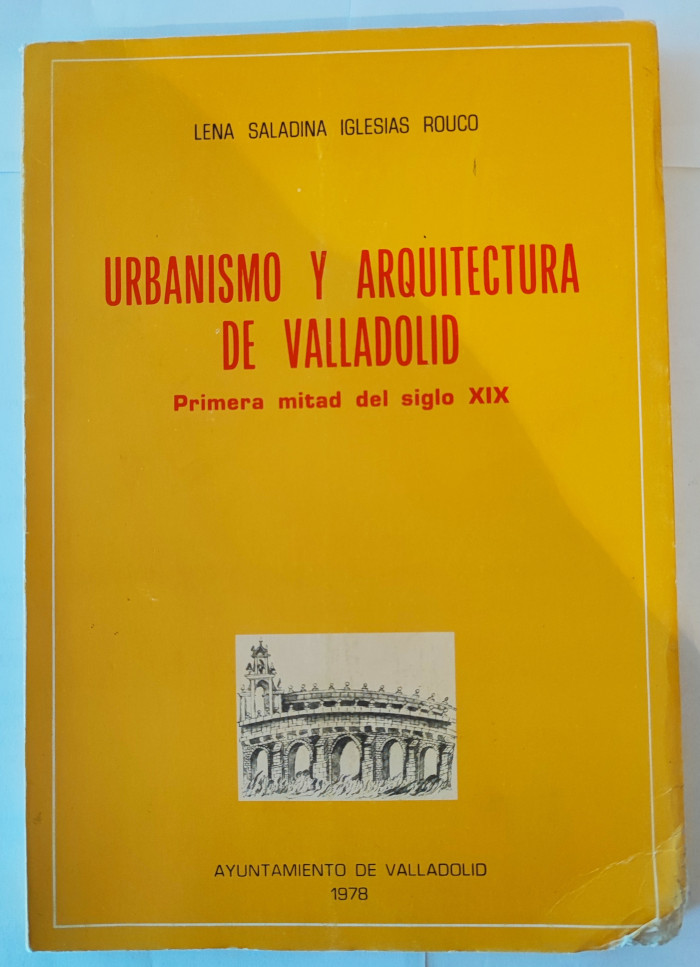 LENA SALADINA IGLESIAS ROUCO
URBANISMO Y ARQUITECTURA
DE VALLADOLID
Primera mitad del siglo XIX
AYUNTAMIENTO DE VALLADOLID
1978